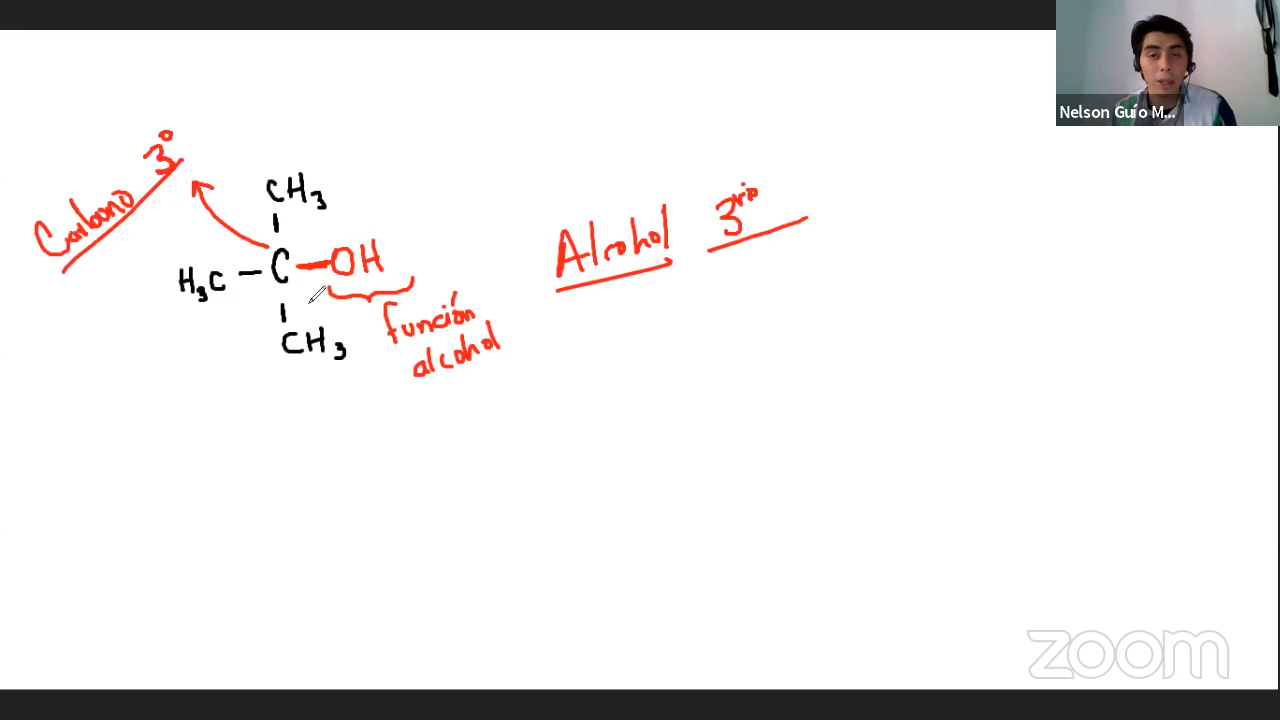 Nelson Guío M...
Carbono 3°
CH3
H3C - C - OH
CH3
función
alcohol
Alcohol 3rio
zoom